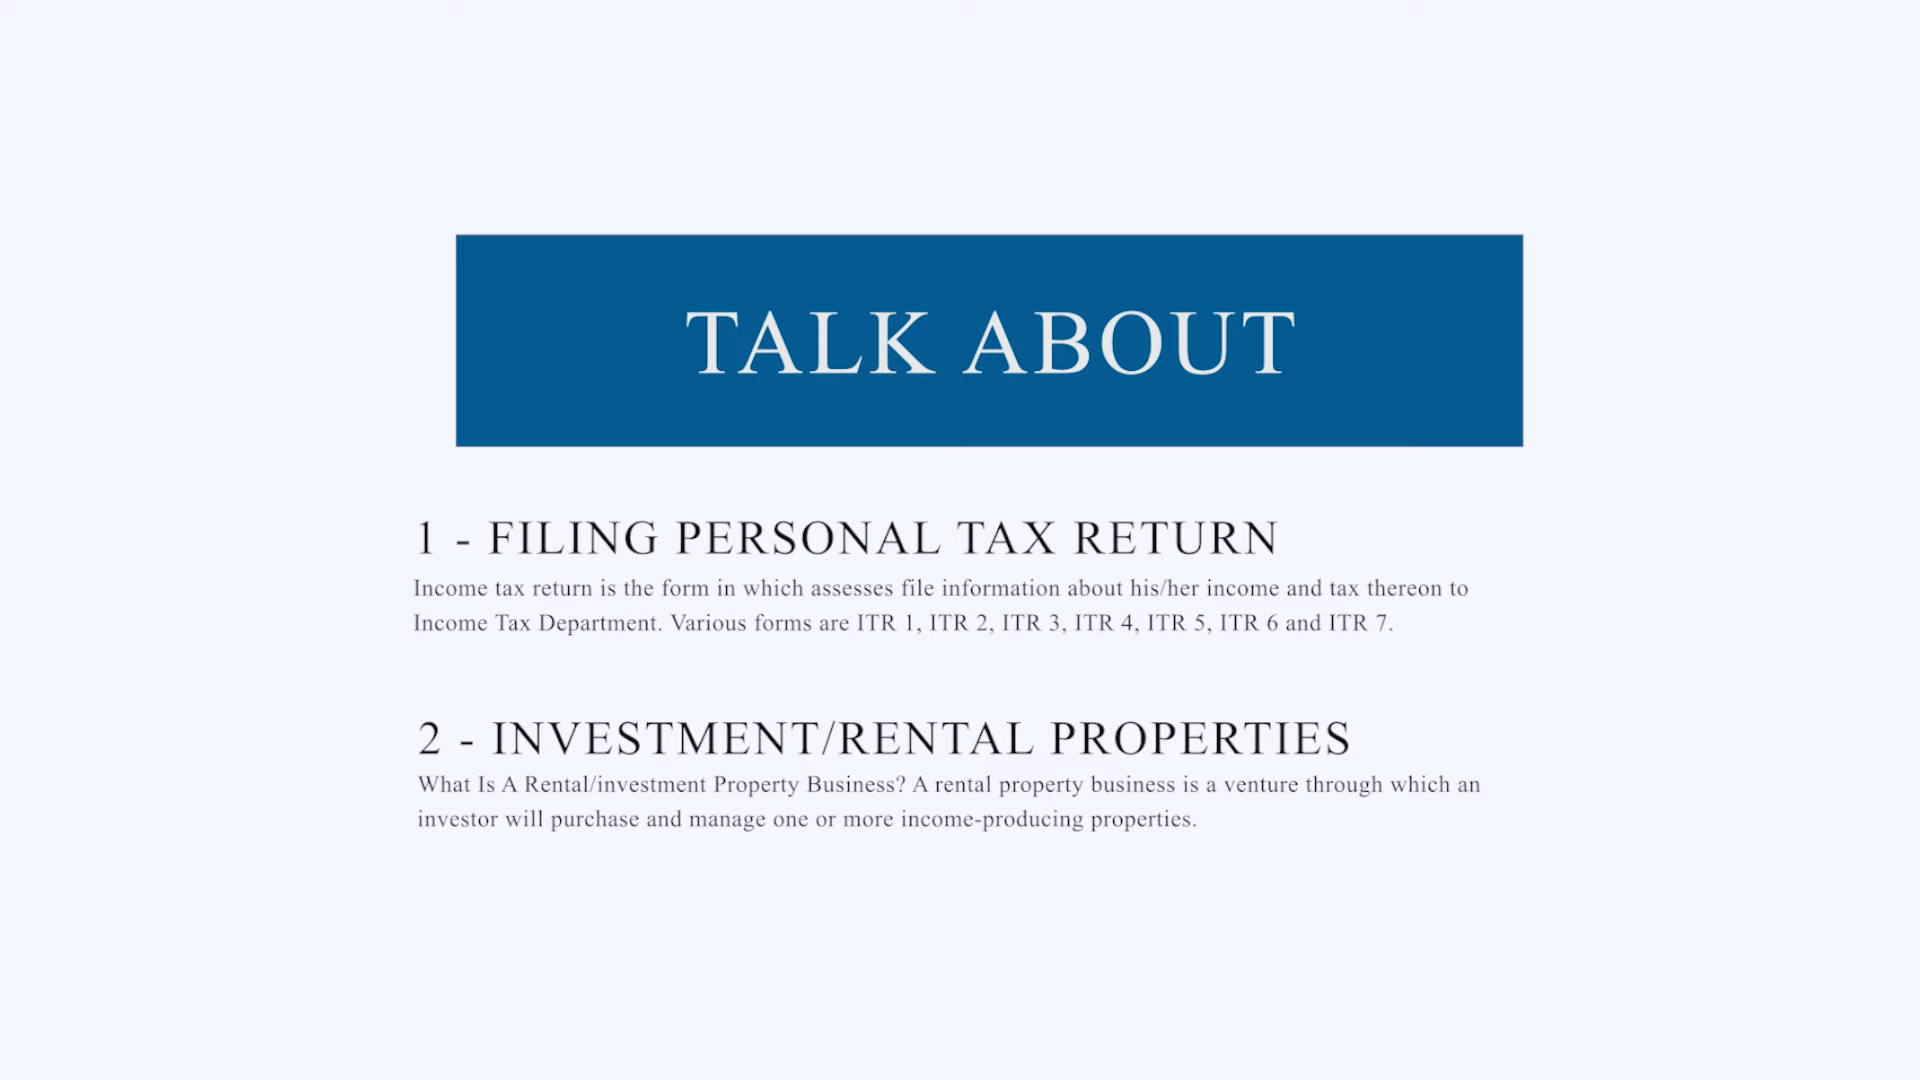 TALK ABOUT
1 - FILING PERSONAL TAX RETURN
Income tax return is the form in which assesses file information about his/her income and tax thereon to
Income Tax Department. Various forms are ITR 1, ITR 2, ITR 3, ITR 4, ITR 5, ITR 6 and ITR 7.
2 - INVESTMENT/RENTAL PROPERTIES
What Is A Rental/investment Property Business? A rental property business is a venture through which an
investor will purchase and manage one or more income-producing properties.